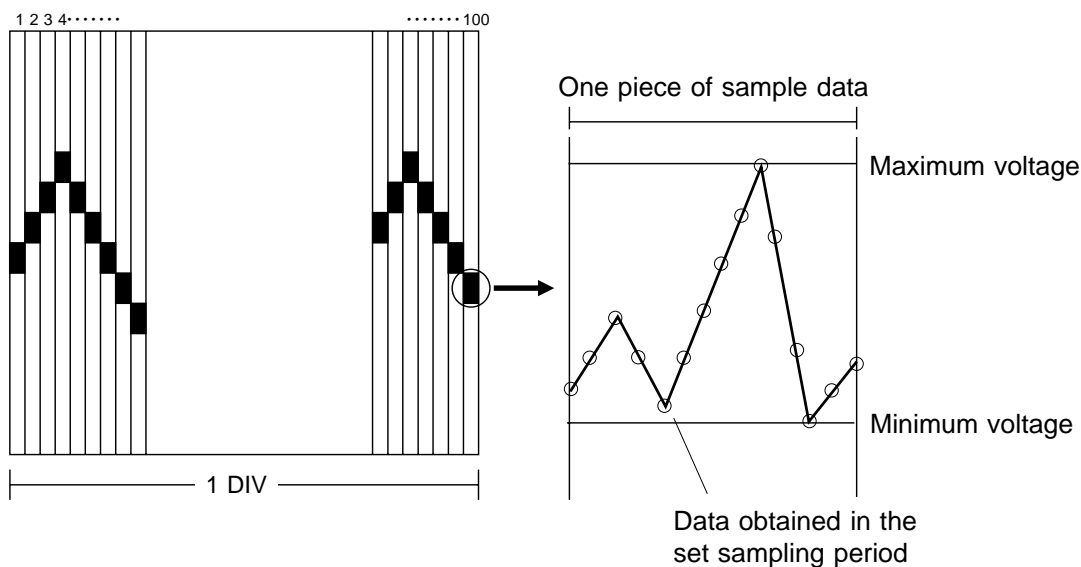 1 2 3 4 ······· ······· 100
One piece of sample data
Maximum voltage
Minimum voltage
1 DIV
Data obtained in the
set sampling period